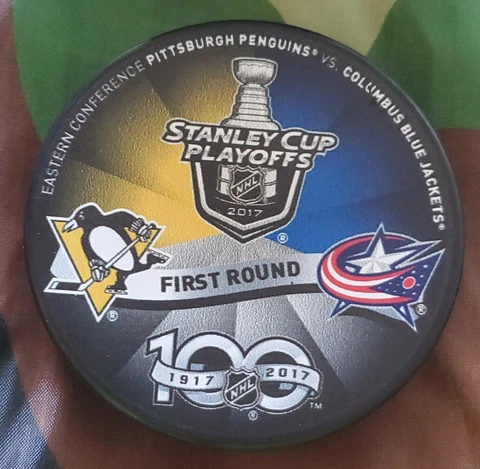 EASTERN CONFERENCE PITTSBURGH PENGUINS® VS. COLUMBUS BLUE JACKETS®
STANLEY CUP
PLAYOFFS
NHL
2017
®
FIRST ROUND
® ®
100
1917 NHL 2017
® TM